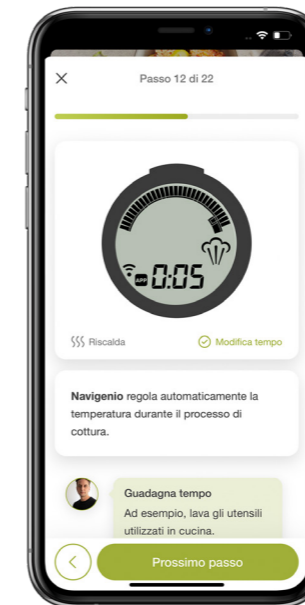 Passo 12 di 22
APP 0:05
Riscalda
Modifica tempo
Navigenio regola automaticamente la
temperatura durante il processo di
cottura.
Guadagna tempo
Ad esempio, lava gli utensili
utilizzati in cucina.
Prossimo passo